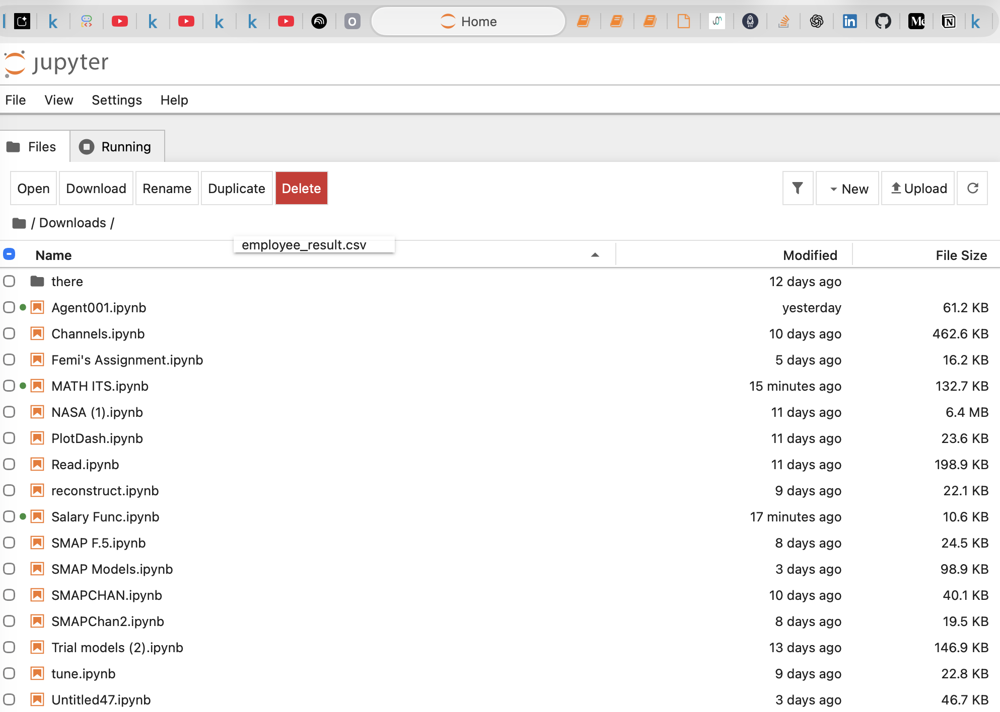 k
k
k
k
O
Home
Me
N
k
jupyter
File View Settings Help
Files Running
Open Download Rename Duplicate Delete New Upload
/ Downloads /
employee_result.csv
Name Modified File Size
there 12 days ago
Agent001.ipynb yesterday 61.2 KB
Channels.ipynb 10 days ago 462.6 KB
Femi's Assignment.ipynb 5 days ago 16.2 KB
MATH ITS.ipynb 15 minutes ago 132.7 KB
NASA (1).ipynb 11 days ago 6.4 MB
PlotDash.ipynb 11 days ago 23.6 KB
Read.ipynb 11 days ago 198.9 KB
reconstruct.ipynb 9 days ago 22.1 KB
Salary Func.ipynb 17 minutes ago 10.6 KB
SMAP F.5.ipynb 8 days ago 24.5 KB
SMAP Models.ipynb 3 days ago 98.9 KB
SMAPCHAN.ipynb 10 days ago 40.1 KB
SMAPChan2.ipynb 8 days ago 19.5 KB
Trial models (2).ipynb 13 days ago 146.9 KB
tune.ipynb 9 days ago 22.8 KB
Untitled47.ipynb 3 days ago 46.7 KB